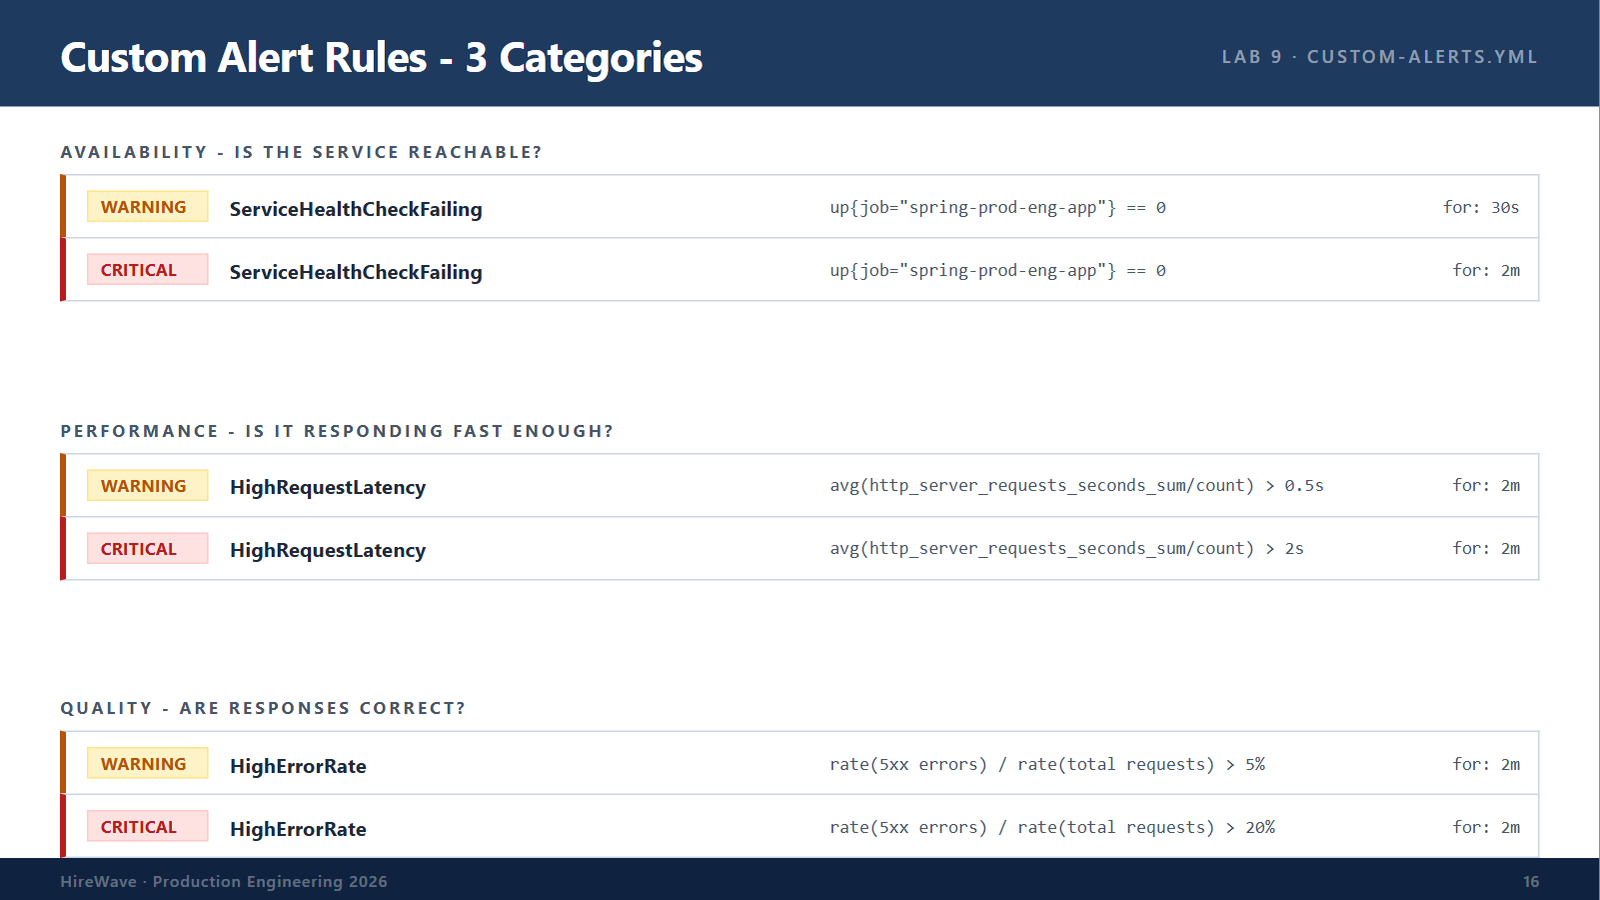 Custom Alert Rules - 3 Categories
LAB 9 · CUSTOM-ALERTS.YML
AVAILABILITY - IS THE SERVICE REACHABLE?
WARNING ServiceHealthCheckFailing up{job="spring-prod-eng-app"} == 0 for: 30s
CRITICAL ServiceHealthCheckFailing up{job="spring-prod-eng-app"} == 0 for: 2m
PERFORMANCE - IS IT RESPONDING FAST ENOUGH?
WARNING HighRequestLatency avg(http_server_requests_seconds_sum/count) > 0.5s for: 2m
CRITICAL HighRequestLatency avg(http_server_requests_seconds_sum/count) > 2s for: 2m
QUALITY - ARE RESPONSES CORRECT?
WARNING HighErrorRate rate(5xx errors) / rate(total requests) > 5% for: 2m
CRITICAL HighErrorRate rate(5xx errors) / rate(total requests) > 20% for: 2m
HireWave · Production Engineering 2026
16